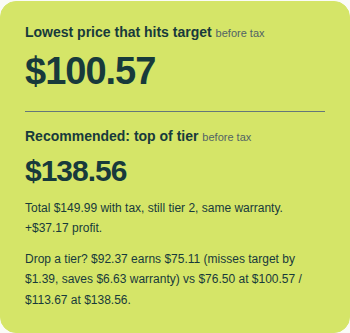 Lowest price that hits target before tax
$100.57
Recommended: top of tier before tax
$138.56
Total $149.99 with tax, still tier 2, same warranty.
+$37.17 profit.
Drop a tier? $92.37 earns $75.11 (misses target by
$1.39, saves $6.63 warranty) vs $76.50 at $100.57 /
$113.67 at $138.56.